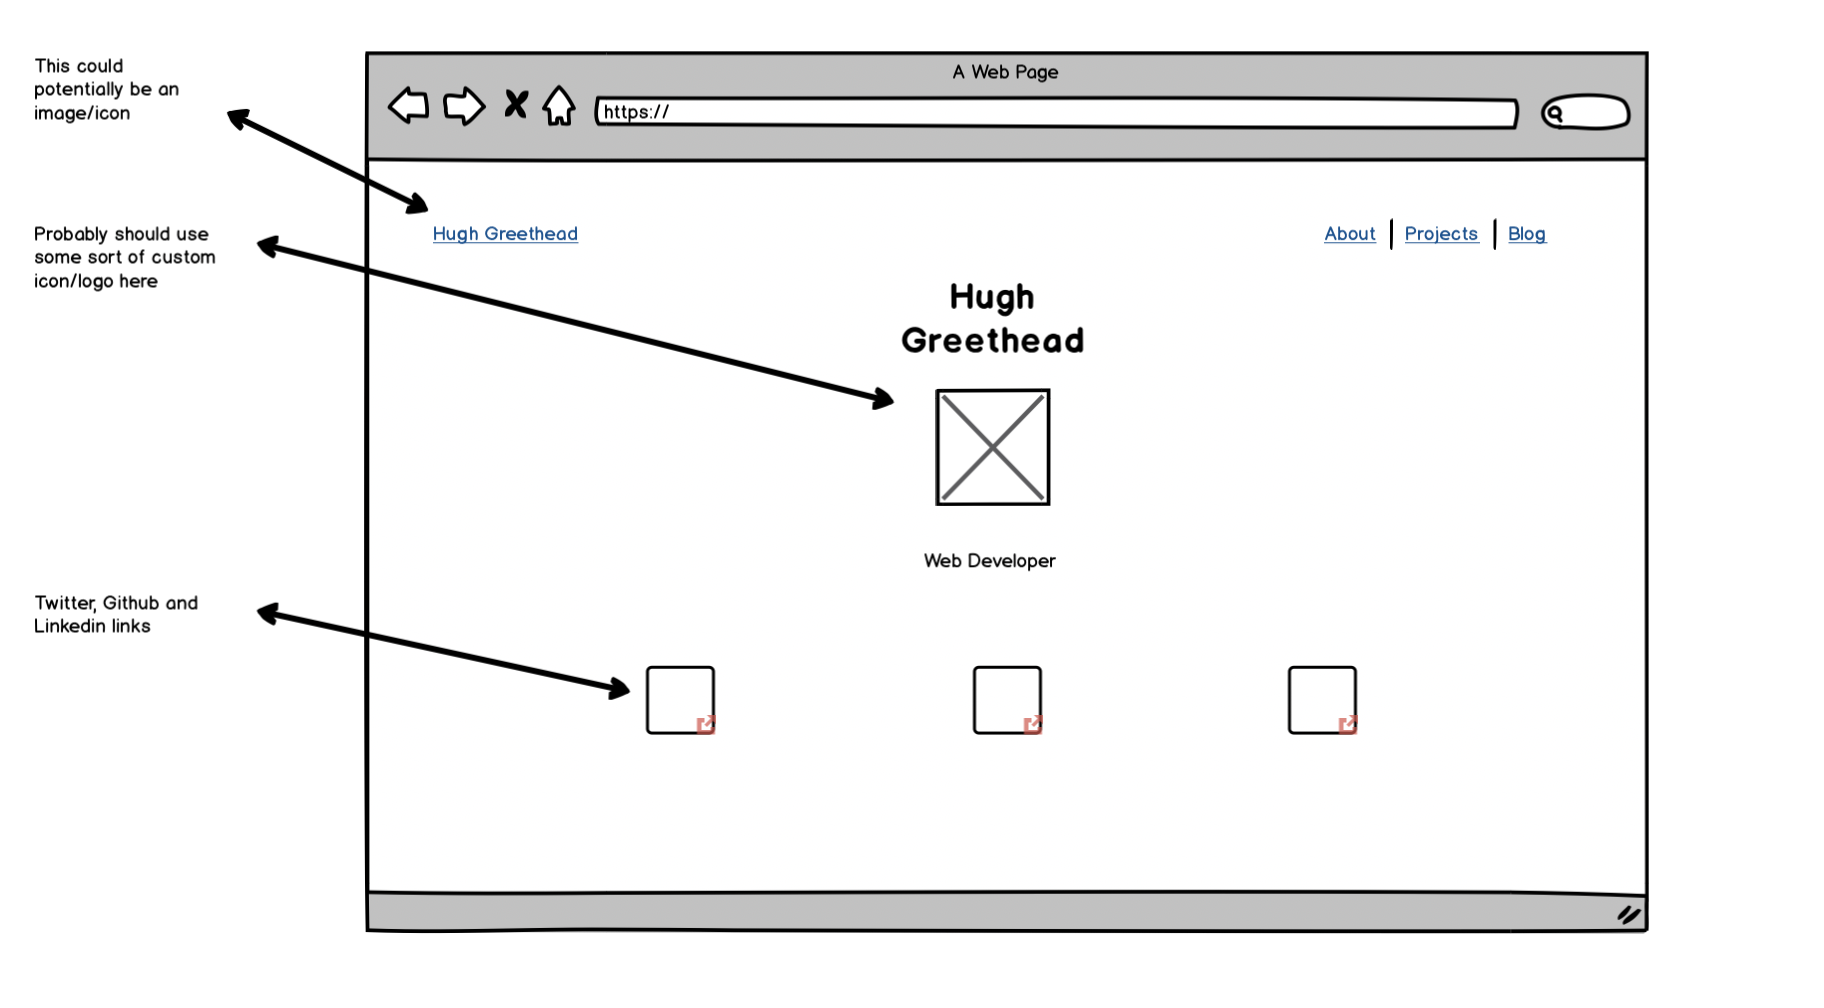 This could
potentially be an
image/icon
A Web Page
https://
Probably should use
some sort of custom
icon/logo here
Hugh Greethead
About
Projects
Blog
Hugh
Greethead
Web Developer
Twitter, Github and
Linkedin links